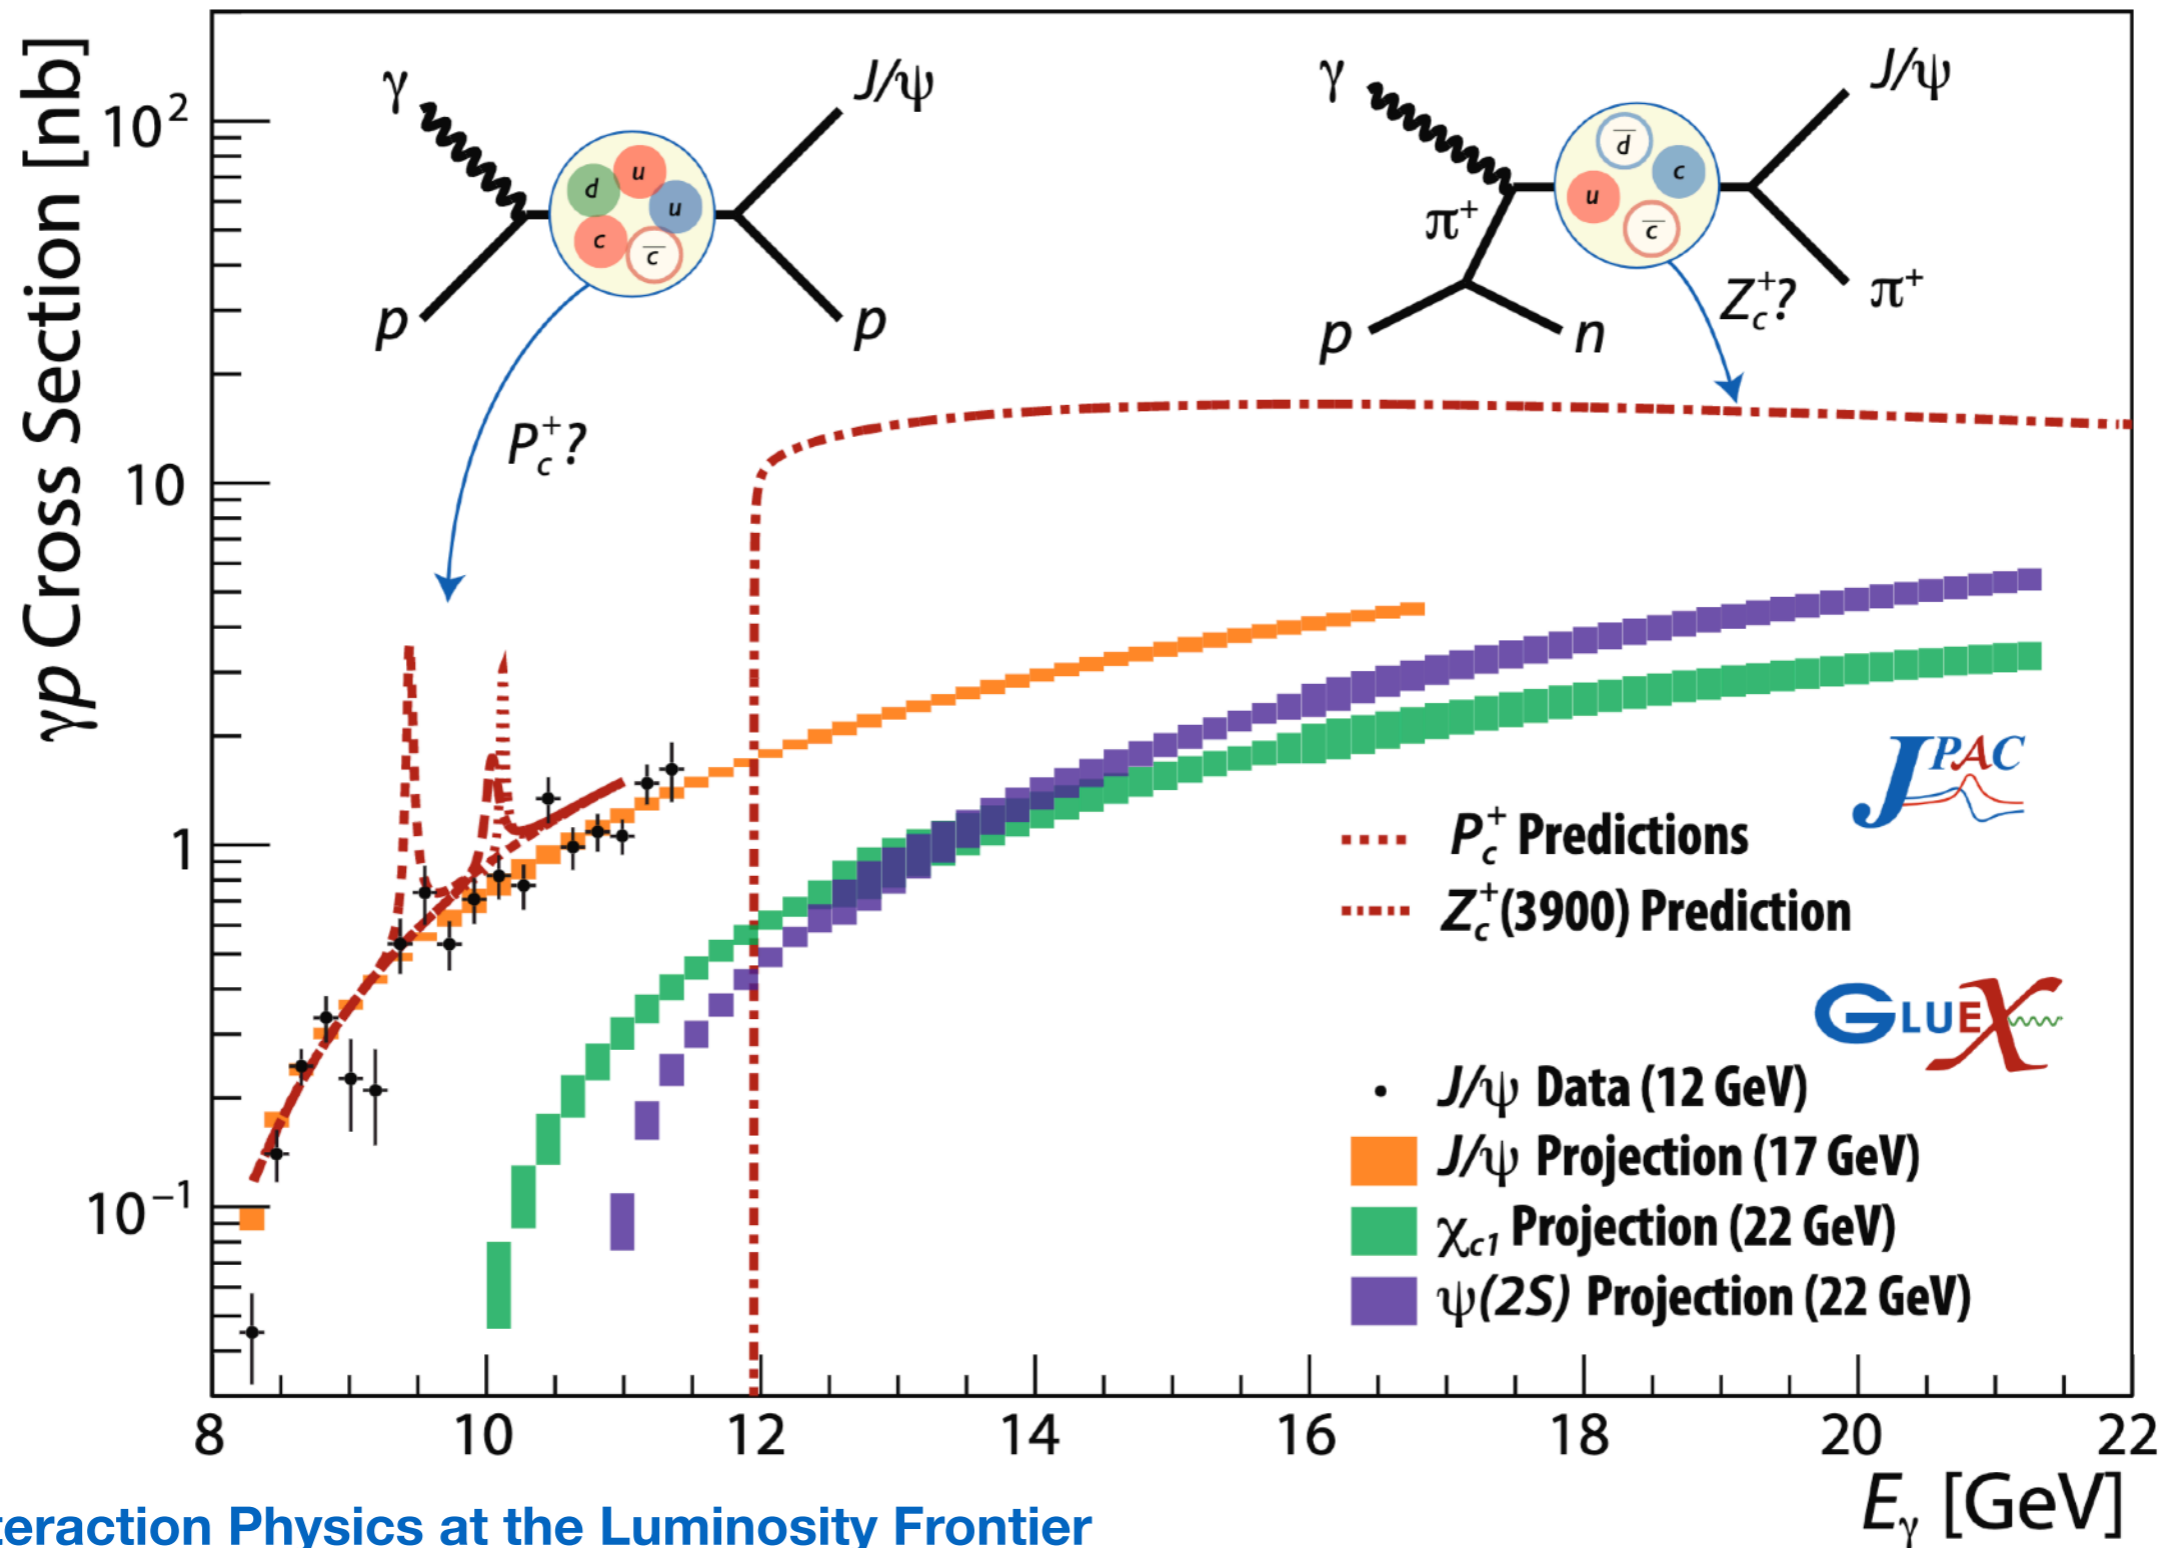 γp Cross Section [nb]
10²
10
1
10⁻¹
γ
J/ψ
d
u
u
c
c̅
p
p
P_c⁺?
γ
J/ψ
d̅
c
u
c̅
π⁺
π⁺
p
n
Z_c⁺?
JPAC
P_c⁺ Predictions
Z_c⁺(3900) Prediction
GLUEX
J/ψ Data (12 GeV)
J/ψ Projection (17 GeV)
χ_c1 Projection (22 GeV)
ψ(2S) Projection (22 GeV)
8 10 12 14 16 18 20 22
E_γ [GeV]
teraction Physics at the Luminosity Frontier